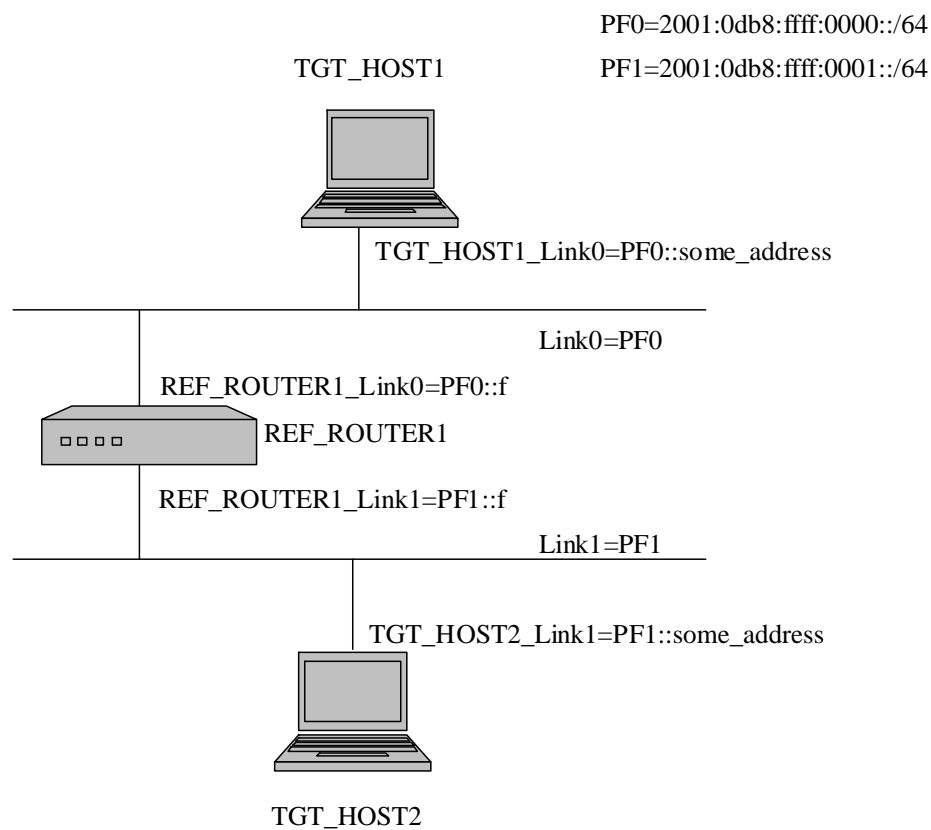 PF0=2001:0db8:ffff:0000::/64
TGT_HOST1
PF1=2001:0db8:ffff:0001::/64
TGT_HOST1_Link0=PF0::some_address
Link0=PF0
REF_ROUTER1_Link0=PF0::f
REF_ROUTER1
REF_ROUTER1_Link1=PF1::f
Link1=PF1
TGT_HOST2_Link1=PF1::some_address
TGT_HOST2